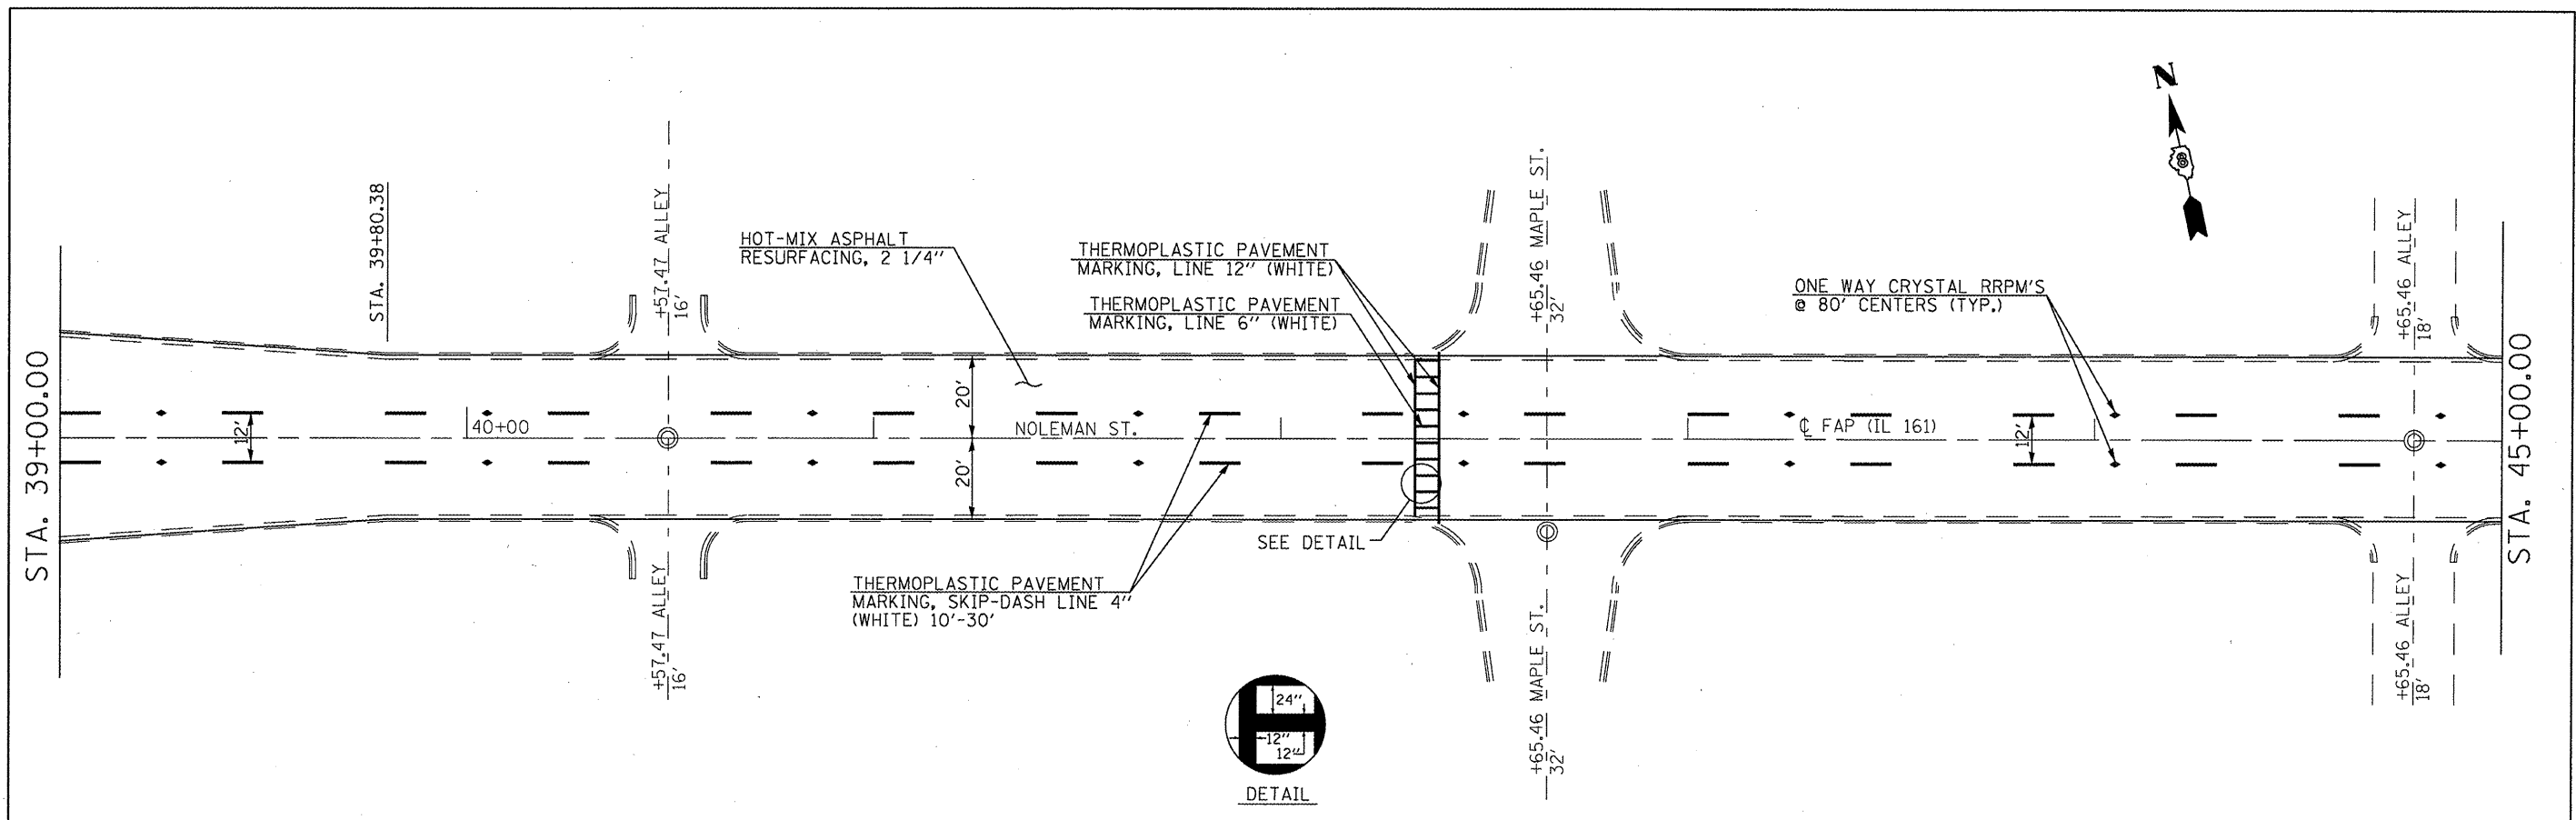 N
8
STA. 39+00.00
STA. 39+80.38
+57.47 ALLEY
16'
HOT-MIX ASPHALT
RESURFACING, 2 1/4"
THERMOPLASTIC PAVEMENT
MARKING, LINE 12" (WHITE)
THERMOPLASTIC PAVEMENT
MARKING, LINE 6" (WHITE)
+65.46 MAPLE ST.
32'
ONE WAY CRYSTAL RRPM'S
@ 80' CENTERS (TYP.)
+65.46 ALLEY
18'
STA. 45+00.00
12'
40+00
20'
20'
NOLEMAN ST.
℄ FAP (IL 161)
12'
SEE DETAIL
THERMOPLASTIC PAVEMENT
MARKING, SKIP-DASH LINE 4"
(WHITE) 10'-30'
+57.47 ALLEY
16'
+65.46 MAPLE ST.
32'
+65.46 ALLEY
18'
24"
12"
12"
DETAIL